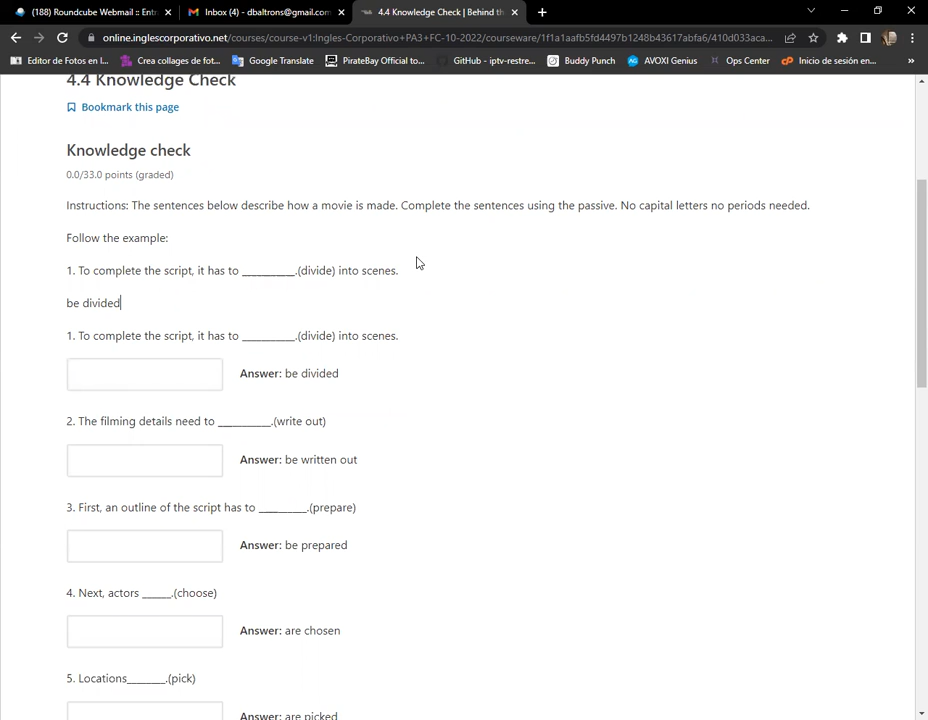 (188) Roundcube Webmail :: Entr
Inbox (4) - dbaltrons@gmail.com
4.4 Knowledge Check | Behind th
online.inglescorporativo.net/courses/course-v1:Ingles-Corporativo+PA3+FC-10-2022/courseware/1f1a1aafb5fd4497b1248b43617abfa6/410d033aca...
Editor de Fotos en l...
Crea collages de fot...
Google Translate
PirateBay Official to...
GitHub - iptv-restre...
Buddy Punch
AVOXI Genius
Ops Center
Inicio de sesión en...
»
4.4 Knowledge Check
Bookmark this page
Knowledge check
0.0/33.0 points (graded)
Instructions: The sentences below describe how a movie is made. Complete the sentences using the passive. No capital letters no periods needed.
Follow the example:
1. To complete the script, it has to ___________.(divide) into scenes.
be divided
1. To complete the script, it has to ___________.(divide) into scenes.
Answer: be divided
2. The filming details need to ___________.(write out)
Answer: be written out
3. First, an outline of the script has to __________.(prepare)
Answer: be prepared
4. Next, actors ______.(choose)
Answer: are chosen
5. Locations________.(pick)
Answer: are picked